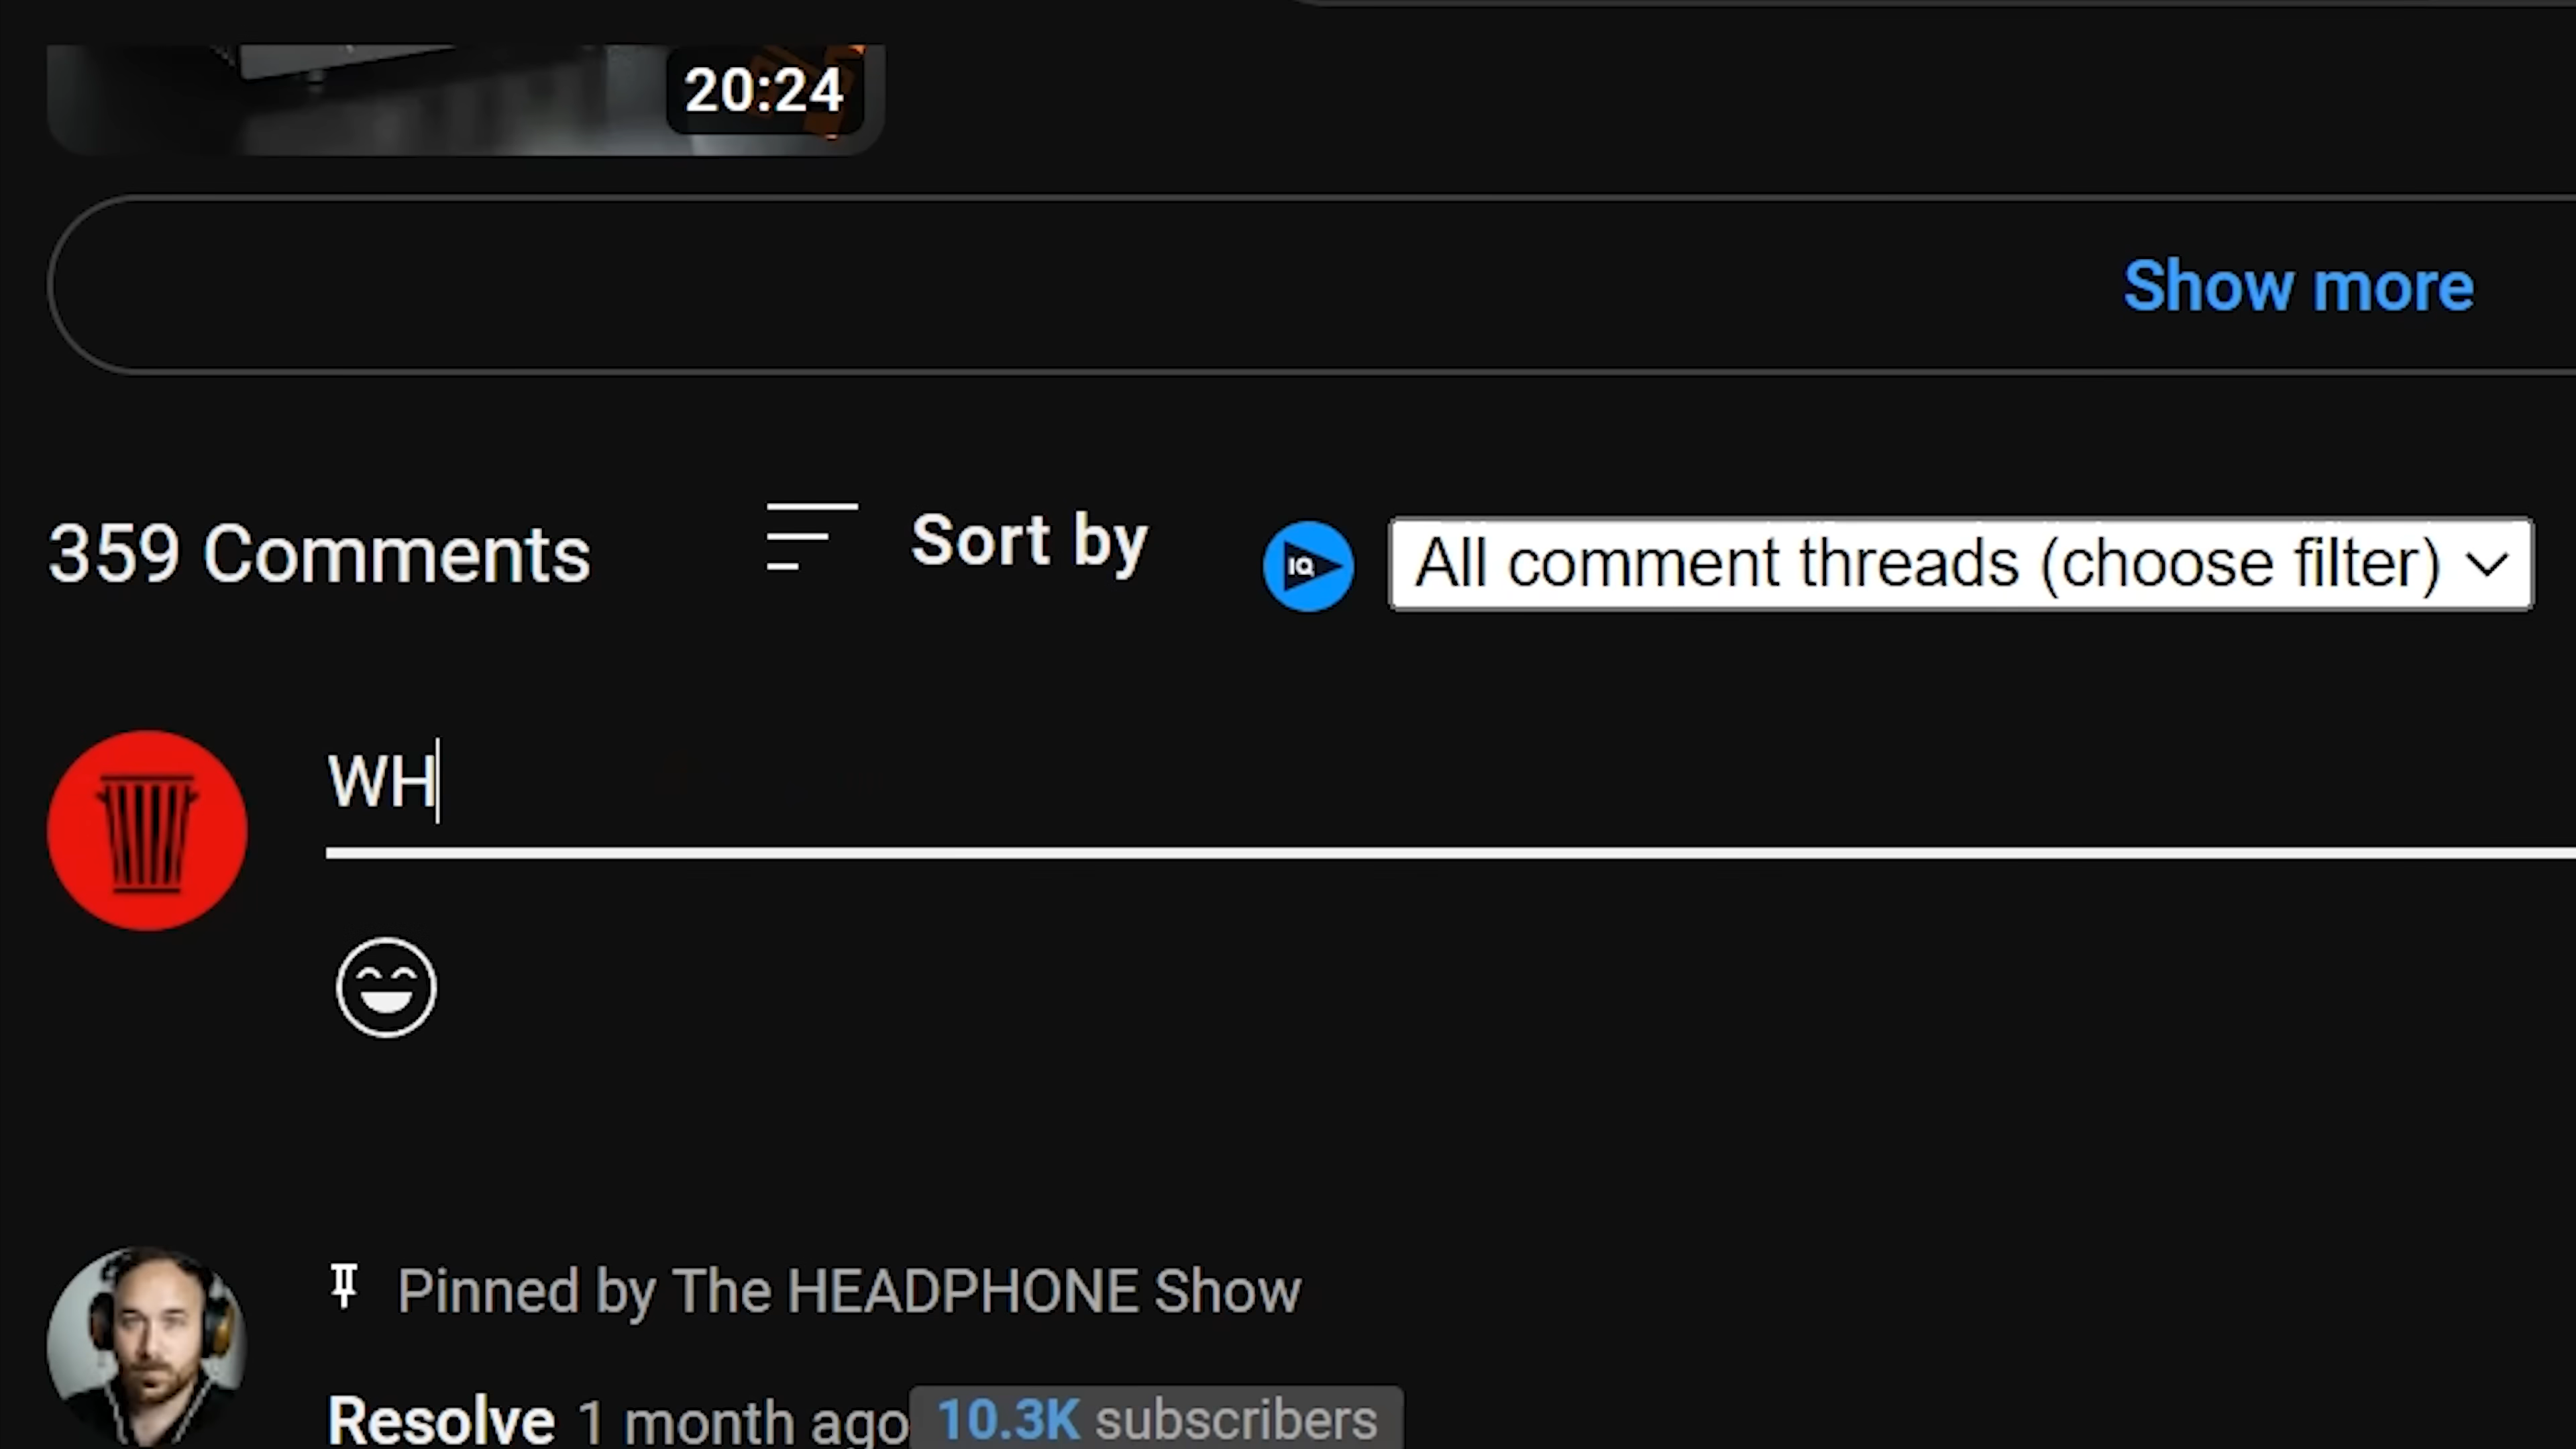 20:24
Show more
359 Comments
Sort by
IQ
All comment threads (choose filter)
WH
Pinned by The HEADPHONE Show
Resolve 1 month ago 10.3K subscribers